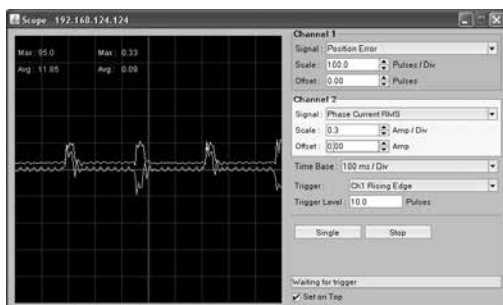 Scope 192.168.124.124
Max : 95.0 Max : 0.33
Avg : 11.85 Avg : 0.09
Channel 1
Signal : Position Error
Scale : 100.0 Pulses / Div
Offset : 0.00 Pulses
Channel 2
Signal : Phase Current RMS
Scale : 0.3 Amp / Div
Offset : 0.00 Amp
Time Base : 100 ms / Div
Trigger : Ch1 Rising Edge
Trigger Level : 10.0 Pulses
Single Stop
Waiting for trigger
Set on Top